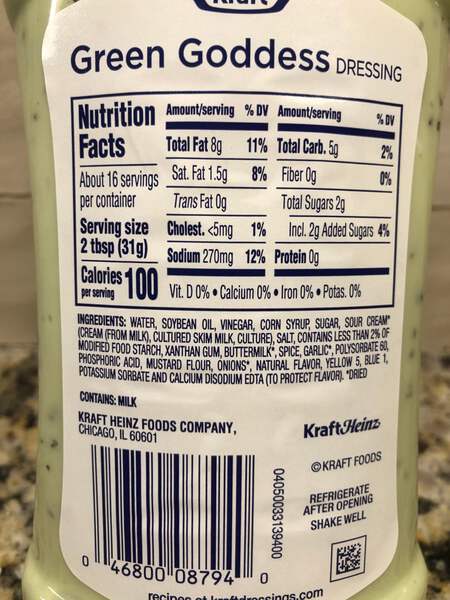 Kraft
Green Goddess DRESSING
Nutrition Facts
About 16 servings
per container
Serving size
2 tbsp (31g)
Calories 100
per serving
Amount/serving % DV
Total Fat 8g 11%
Sat. Fat 1.5g 8%
Trans Fat 0g
Cholest. <5mg 1%
Sodium 270mg 12%
Amount/serving % DV
Total Carb. 5g 2%
Fiber 0g 0%
Total Sugars 2g
Incl. 2g Added Sugars 4%
Protein 0g
Vit. D 0% • Calcium 0% • Iron 0% • Potas. 0%
INGREDIENTS: WATER, SOYBEAN OIL, VINEGAR, CORN SYRUP, SUGAR, SOUR CREAM*
(CREAM (FROM MILK), CULTURED SKIM MILK, CULTURE), SALT, CONTAINS LESS THAN 2% OF
MODIFIED FOOD STARCH, XANTHAN GUM, BUTTERMILK*, SPICE, GARLIC*, POLYSORBATE 60,
PHOSPHORIC ACID, MUSTARD FLOUR, ONIONS*, NATURAL FLAVOR, YELLOW 5, BLUE 1,
POTASSIUM SORBATE AND CALCIUM DISODIUM EDTA (TO PROTECT FLAVOR). *DRIED
CONTAINS: MILK
KRAFT HEINZ FOODS COMPANY,
CHICAGO, IL 60601
KraftHeinz
© KRAFT FOODS
REFRIGERATE
AFTER OPENING
SHAKE WELL
0405003313940​0
0 46800 08794 0
recipes at kraftdressings.com